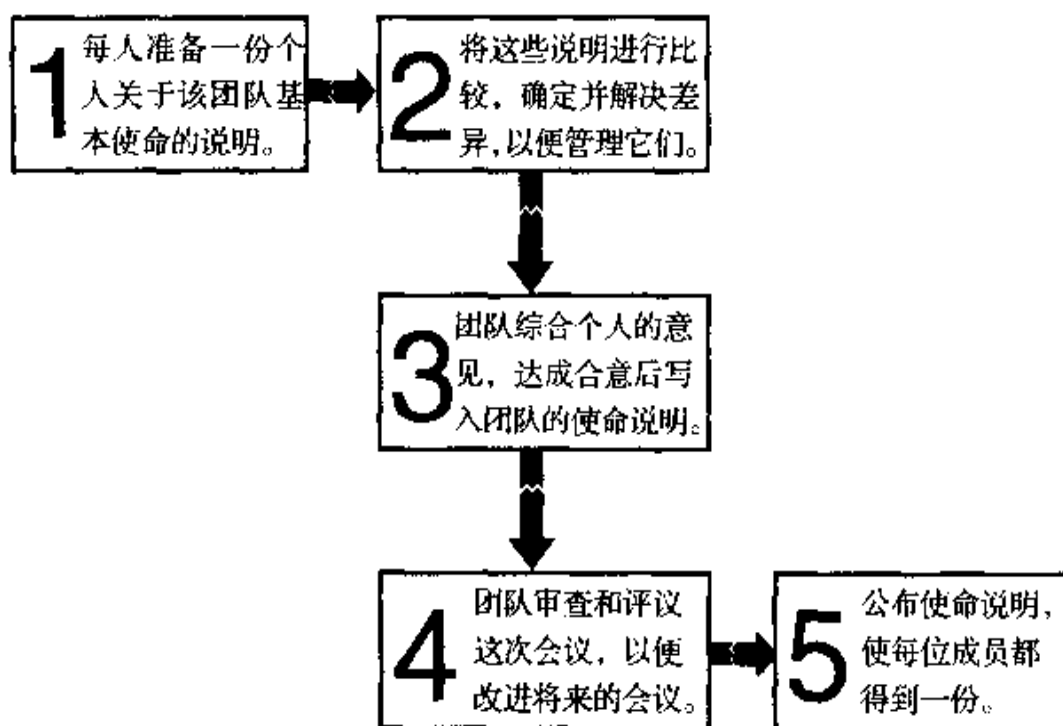 1
每人准备一份个
人关于该团队基
本使命的说明。
2
将这些说明进行比
较，确定并解决差
异，以便管理它们。
3
团队综合个人的意
见，达成合意后写
入团队的使命说明。
4
团队审查和评议
这次会议，以便
改进将来的会议。
5
公布使命说明，
使每位成员都
得到一份。